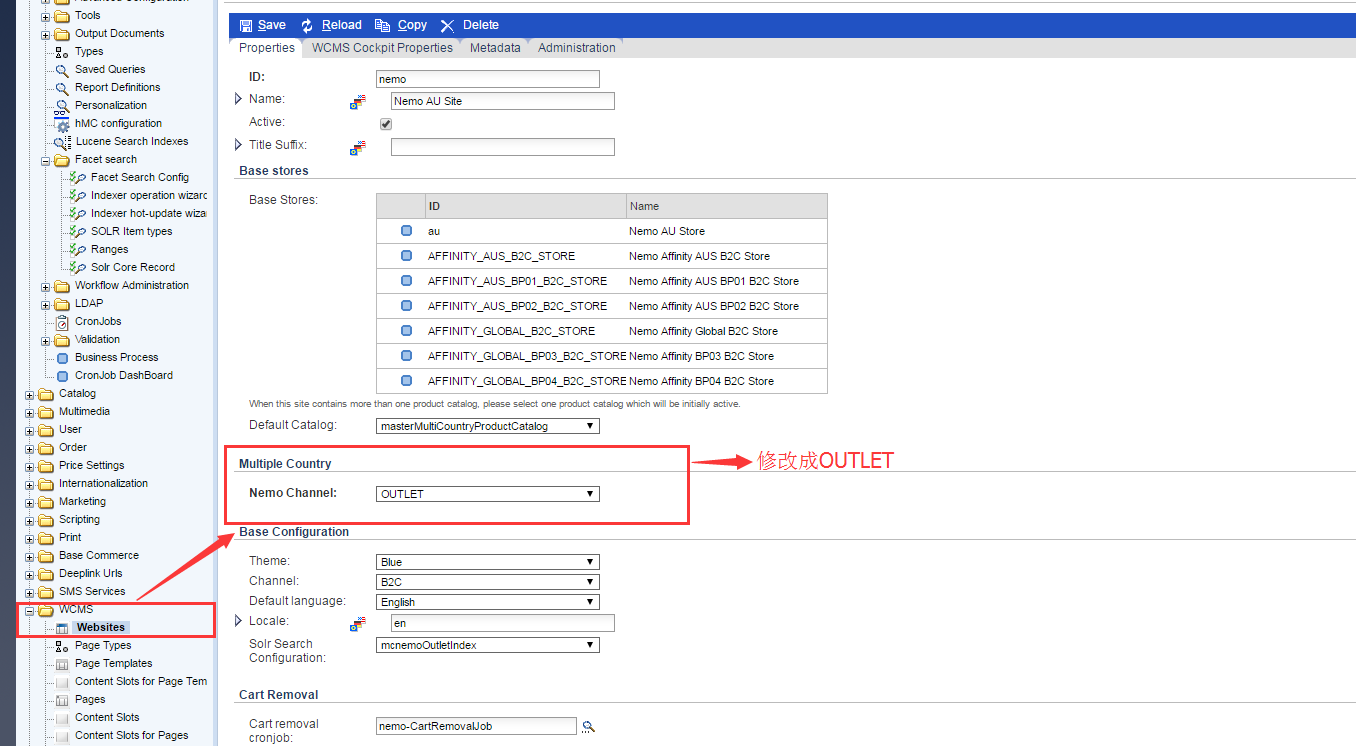 Advanced Configuration
Tools
Output Documents
Types
Saved Queries
Report Definitions
Personalization
hMC configuration
Lucene Search Indexes
Facet search
Facet Search Config
Indexer operation wizard
Indexer hot-update wiza
SOLR Item types
Ranges
Solr Core Record
Workflow Administration
LDAP
CronJobs
Validation
Business Process
CronJob DashBoard
Catalog
Multimedia
User
Order
Price Settings
Internationalization
Marketing
Scripting
Print
Base Commerce
Deeplink Urls
SMS Services
WCMS
Websites
Page Types
Page Templates
Content Slots for Page Tem
Pages
Content Slots
Content Slots for Pages
Save Reload Copy Delete
Properties WCMS Cockpit Properties Metadata Administration
ID: nemo
Name: Nemo AU Site
Active:
Title Suffix:
Base stores
Base Stores:
ID Name
au Nemo AU Store
AFFINITY_AUS_B2C_STORE Nemo Affinity AUS B2C Store
AFFINITY_AUS_BP01_B2C_STORE Nemo Affinity AUS BP01 B2C Store
AFFINITY_AUS_BP02_B2C_STORE Nemo Affinity AUS BP02 B2C Store
AFFINITY_GLOBAL_B2C_STORE Nemo Affinity Global B2C Store
AFFINITY_GLOBAL_BP03_B2C_STORE Nemo Affinity BP03 B2C Store
AFFINITY_GLOBAL_BP04_B2C_STORE Nemo Affinity BP04 B2C Store
When this site contains more than one product catalog, please select one product catalog which will be initially active.
Default Catalog: masterMultiCountryProductCatalog
Multiple Country
修改成OUTLET
Nemo Channel: OUTLET
Base Configuration
Theme: Blue
Channel: B2C
Default language: English
Locale: en
Solr Search
Configuration: mcnemoOutletIndex
Cart Removal
Cart removal
cronjob: nemo-CartRemovalJob